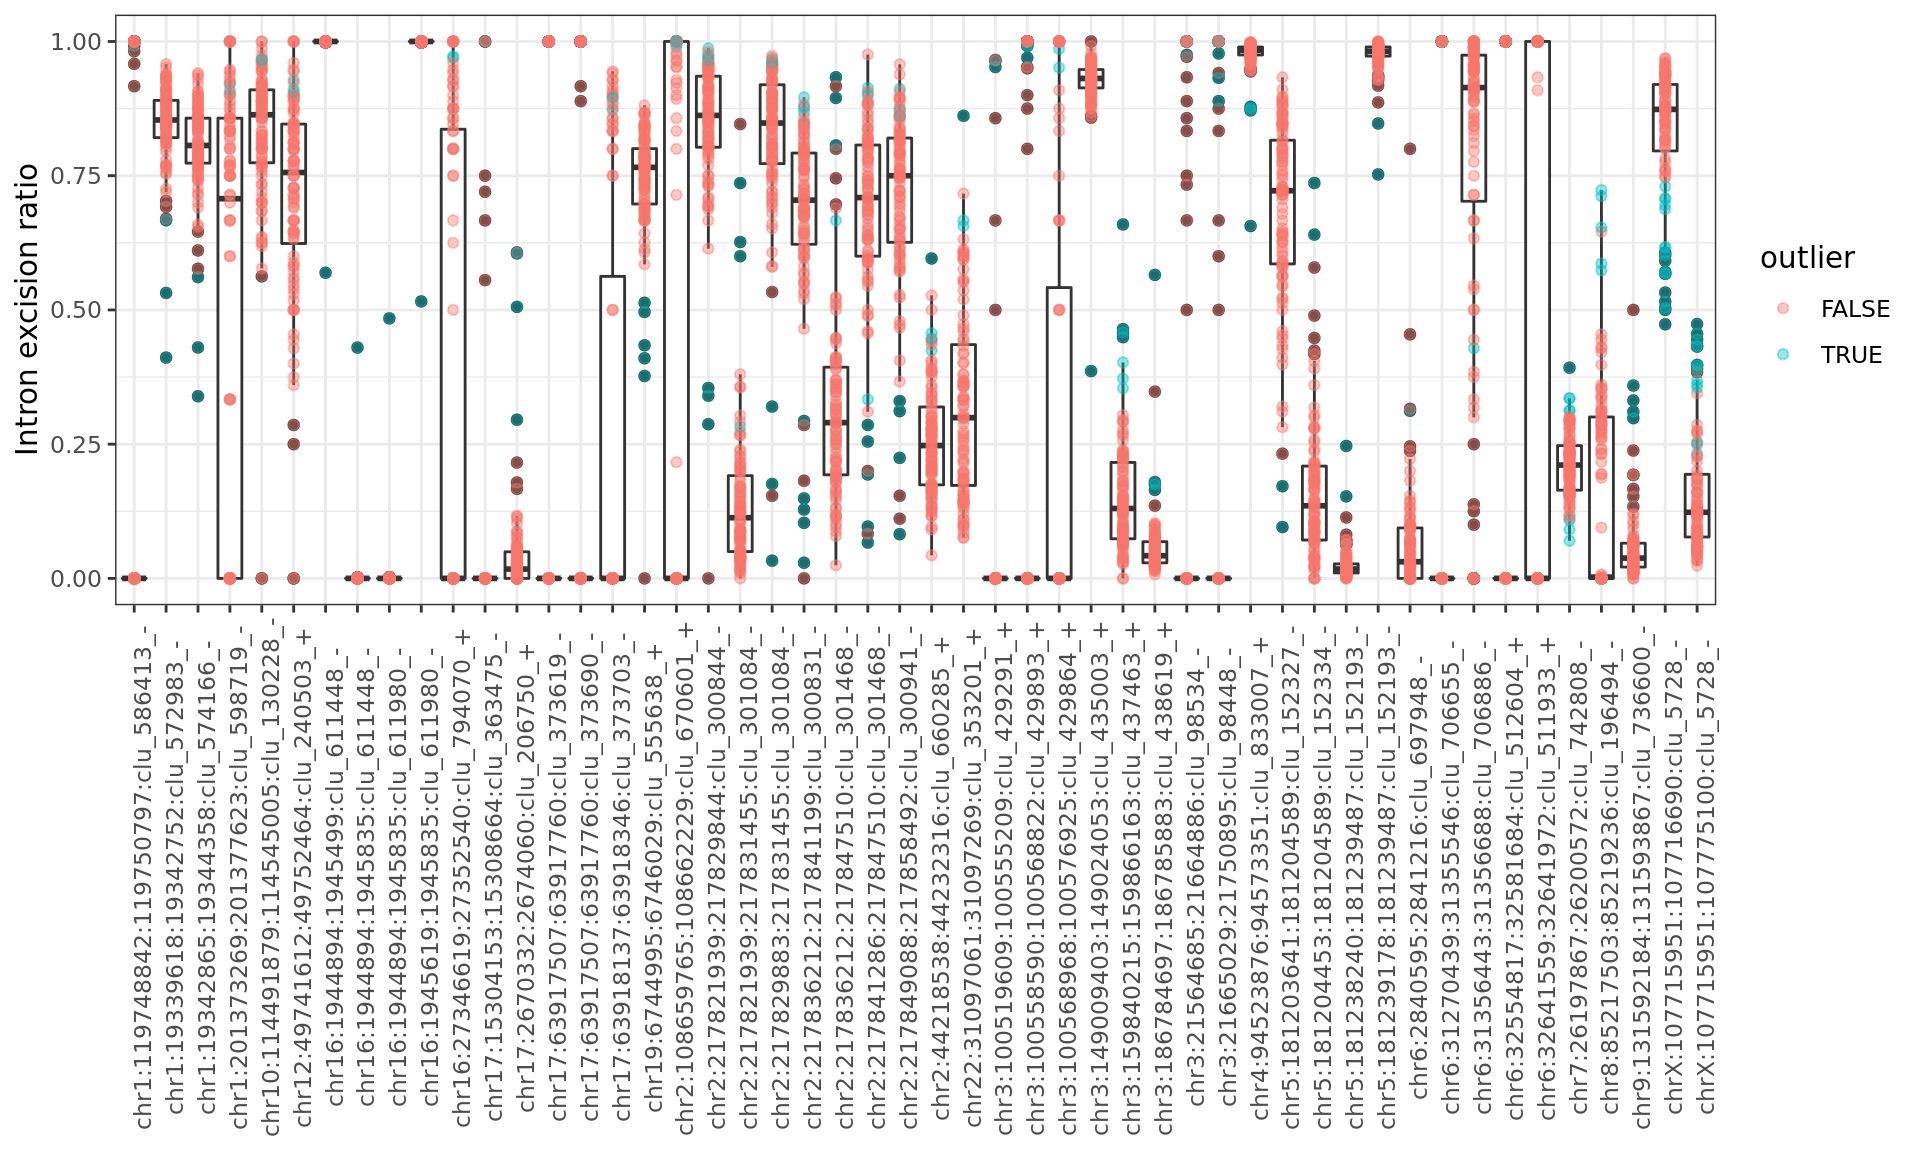 Intron excision ratio
1.00
0.75
0.50
0.25
0.00
outlier
FALSE
TRUE
chr1:119748842:119750797:clu_586413_-
chr1:19339618:19342752:clu_572983_-
chr1:19342865:19344358:clu_574166_-
chr1:201373269:201377623:clu_598719_-
chr10:114491879:114545005:clu_130228_-
chr12:49741612:49752464:clu_240503_+
chr16:1944894:1945499:clu_611448_-
chr16:1944894:1945835:clu_611448_-
chr16:1944894:1945835:clu_611980_-
chr16:1945619:1945835:clu_611980_-
chr16:27346619:27352540:clu_794070_+
chr17:15304153:15308664:clu_363475_-
chr17:2670332:2674060:clu_206750_+
chr17:63917507:63917760:clu_373619_-
chr17:63917507:63917760:clu_373690_-
chr17:63918137:63918346:clu_373703_-
chr19:6744995:6746029:clu_555638_+
chr2:108659765:108662229:clu_670601_+
chr2:217821939:217829844:clu_300844_-
chr2:217821939:217831455:clu_301084_-
chr2:217829883:217831455:clu_301084_-
chr2:217836212:217841199:clu_300831_-
chr2:217836212:217847510:clu_301468_-
chr2:217841286:217847510:clu_301468_-
chr2:217849088:217858492:clu_300941_-
chr2:44218538:44232316:clu_660285_+
chr22:31097061:31097269:clu_353201_+
chr3:100519609:100555209:clu_429291_+
chr3:100558590:100568822:clu_429893_+
chr3:100568968:100576925:clu_429864_+
chr3:149009403:149024053:clu_435003_+
chr3:159840215:159866163:clu_437463_+
chr3:186784697:186785883:clu_438619_+
chr3:21564685:21664886:clu_98534_-
chr3:21665029:21750895:clu_98448_-
chr4:94523876:94573351:clu_833007_+
chr5:181203641:181204589:clu_152327_-
chr5:181204453:181204589:clu_152334_-
chr5:181238240:181239487:clu_152193_-
chr5:181239178:181239487:clu_152193_-
chr6:2840595:2841216:clu_697948_-
chr6:31270439:31355546:clu_706655_-
chr6:31356443:31356688:clu_706886_-
chr6:32554817:32581684:clu_512604_+
chr6:32641559:32641972:clu_511933_+
chr7:26197867:26200572:clu_742808_-
chr8:85217503:85219236:clu_196494_-
chr9:131592184:131593867:clu_736600_-
chrX:107715951:107716690:clu_57728_-
chrX:107715951:107775100:clu_57728_-